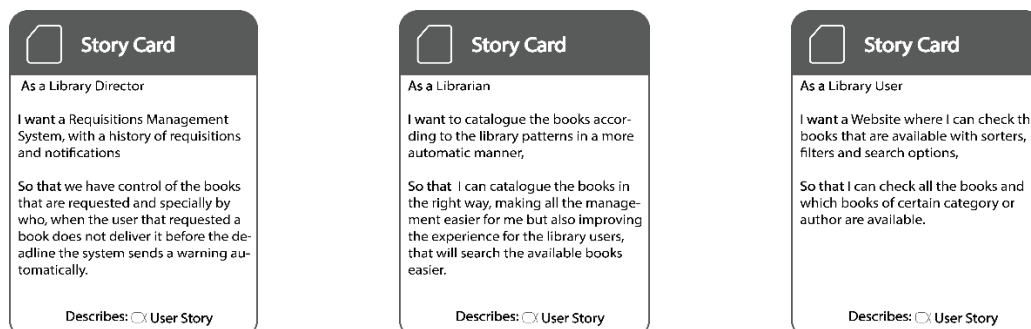 Story Card
As a Library Director
I want a Requisitions Management
System, with a history of requisitions
and notifications
So that we have control of the books
that are requested and specially by
who, when the user that requested a
book does not deliver it before the de-
adline the system sends a warning au-
tomatically.
Describes: User Story
Story Card
As a Librarian
I want to catalogue the books accor-
ding to the library patterns in a more
automatic manner,
So that I can catalogue the books in
the right way, making all the manage-
ment easier for me but also improving
the experience for the library users,
that will search the available books
easier.
Describes: User Story
Story Card
As a Library User
I want a Website where I can check th
books that are available with sorters,
filters and search options,
So that I can check all the books and
which books of certain category or
author are available.
Describes: User Story